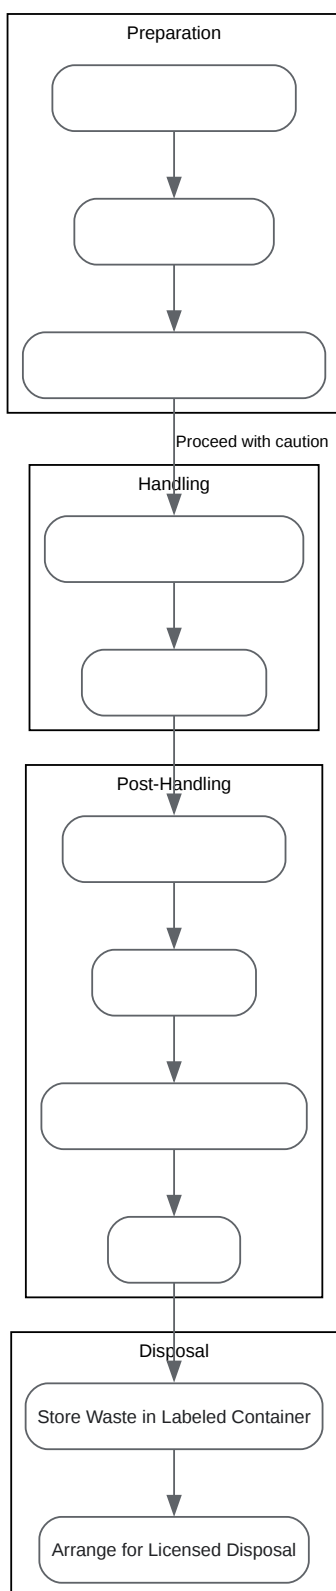 Preparation
Proceed with caution
Handling
Post-Handling
Disposal
Store Waste in Labeled Container
Arrange for Licensed Disposal